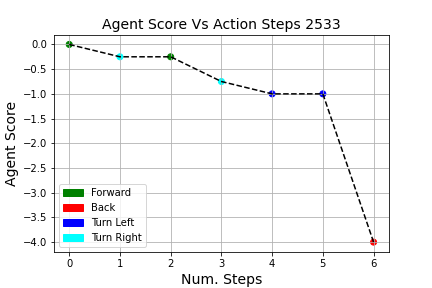 Agent Score Vs Action Steps 2533
Agent Score
0.0
−0.5
−1.0
−1.5
−2.0
−2.5
−3.0
−3.5
−4.0
Forward
Back
Turn Left
Turn Right
0 1 2 3 4 5 6
Num. Steps